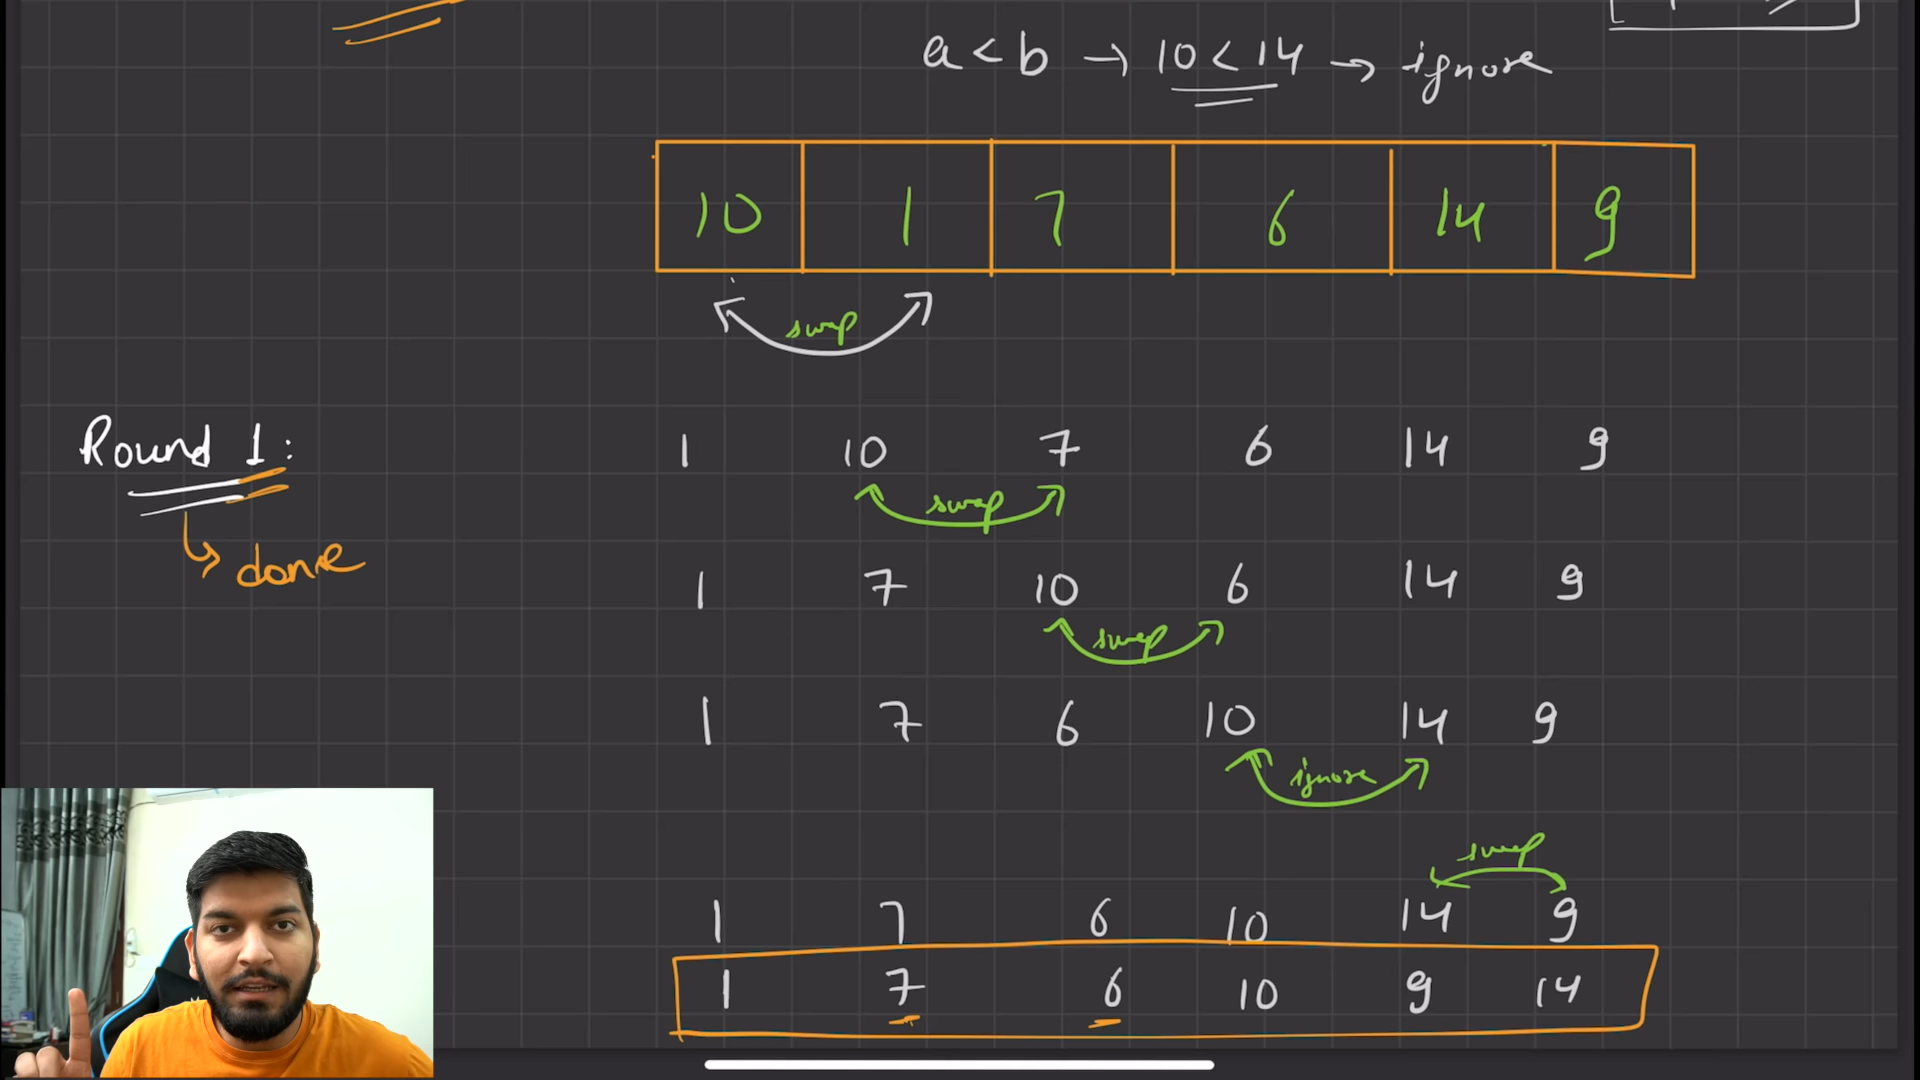 a < b → 10 < 14 → ignore
10 1 7 6 14 9
swap
Round 1:
1 10 7 6 14 9
swap
done
1 7 10 6 14 9
swap
1 7 6 10 14 9
ignore
swap
1 7 6 10 14 9
1 7 6 10 9 14